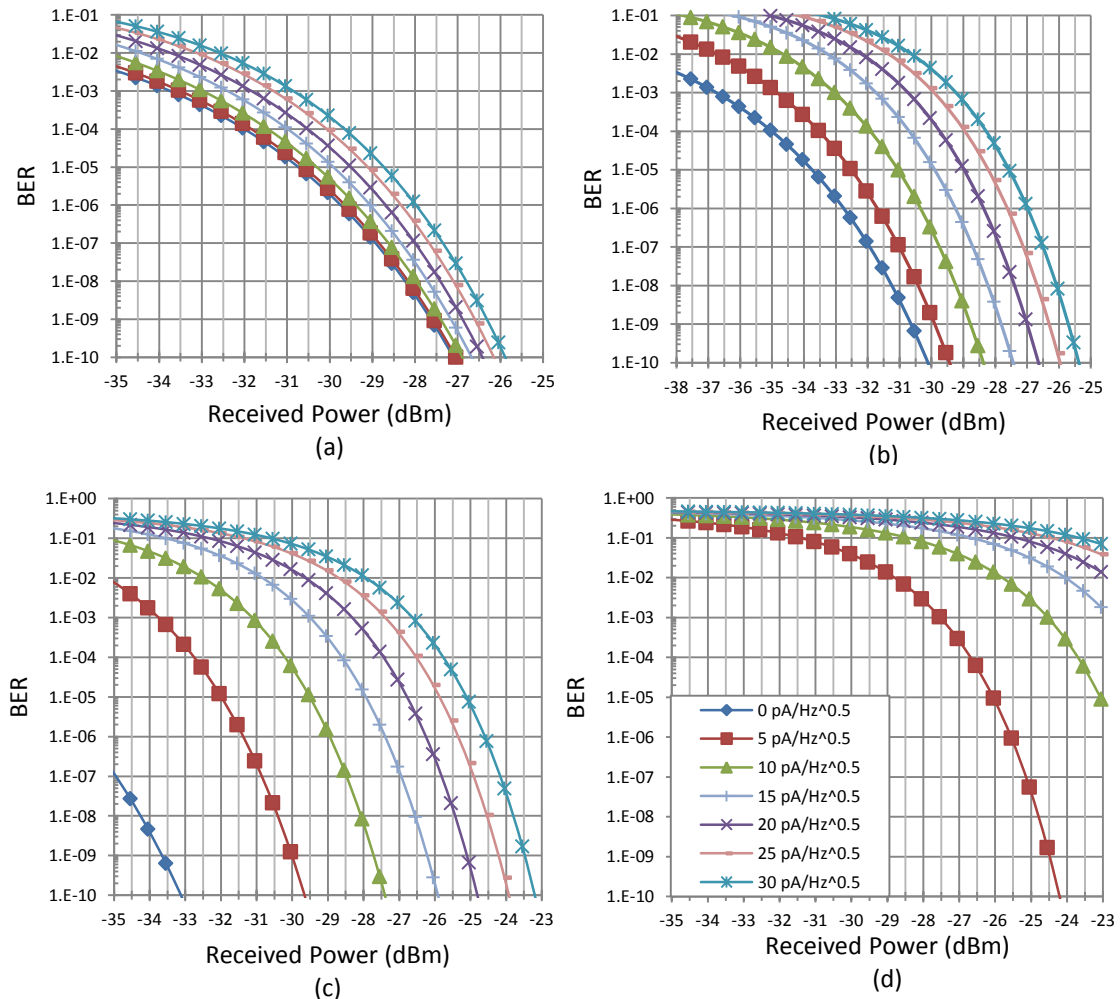 1.E-01
1.E-02
1.E-03
1.E-04
1.E-05
1.E-06
1.E-07
1.E-08
1.E-09
1.E-10
BER
-35 -34 -33 -32 -31 -30 -29 -28 -27 -26 -25
Received Power (dBm)
(a)
1.E-01
1.E-02
1.E-03
1.E-04
1.E-05
1.E-06
1.E-07
1.E-08
1.E-09
1.E-10
BER
-38 -37 -36 -35 -34 -33 -32 -31 -30 -29 -28 -27 -26 -25
Received Power (dBm)
(b)
1.E+00
1.E-01
1.E-02
1.E-03
1.E-04
1.E-05
1.E-06
1.E-07
1.E-08
1.E-09
1.E-10
BER
-35 -34 -33 -32 -31 -30 -29 -28 -27 -26 -25 -24 -23
Received Power (dBm)
(c)
1.E+00
1.E-01
1.E-02
1.E-03
1.E-04
1.E-05
1.E-06
1.E-07
1.E-08
1.E-09
1.E-10
BER
0 pA/Hz^0.5
5 pA/Hz^0.5
10 pA/Hz^0.5
15 pA/Hz^0.5
20 pA/Hz^0.5
25 pA/Hz^0.5
30 pA/Hz^0.5
-35 -34 -33 -32 -31 -30 -29 -28 -27 -26 -25 -24 -23
Received Power (dBm)
(d)